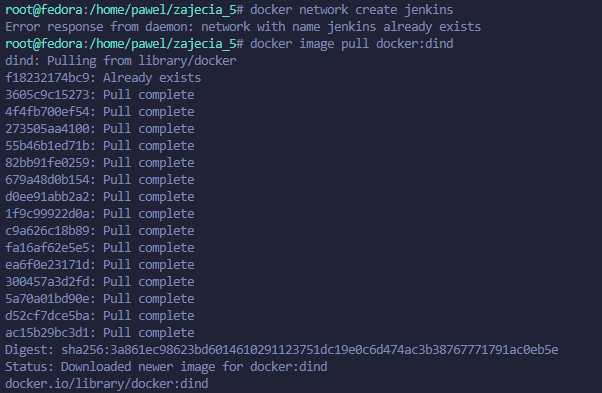 root@fedora:/home/pawel/zajecia_5# docker network create jenkins
Error response from daemon: network with name jenkins already exists
root@fedora:/home/pawel/zajecia_5# docker image pull docker:dind
dind: Pulling from library/docker
f18232174bc9: Already exists
3605c9c15273: Pull complete
4f4fb700ef54: Pull complete
273505aa4100: Pull complete
55b46b1ed71b: Pull complete
82bb91fe0259: Pull complete
679a48d0b154: Pull complete
d0ee91abb2a2: Pull complete
1f9c99922d0a: Pull complete
c9a626c18b89: Pull complete
fa16af62e5e5: Pull complete
ea6f0e23171d: Pull complete
300457a3d2fd: Pull complete
5a70a01bd90e: Pull complete
d52cf7dce5ba: Pull complete
ac15b29bc3d1: Pull complete
Digest: sha256:3a861ec98623bd6014610291123751dc19e0c6d474ac3b38767771791ac0eb5e
Status: Downloaded newer image for docker:dind
docker.io/library/docker:dind